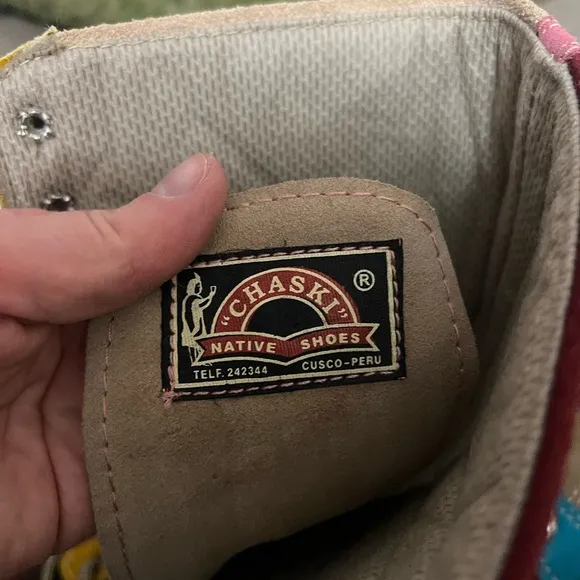 "CHASKI" ®
NATIVE SHOES
TELF. 242344 CUSCO-PERU